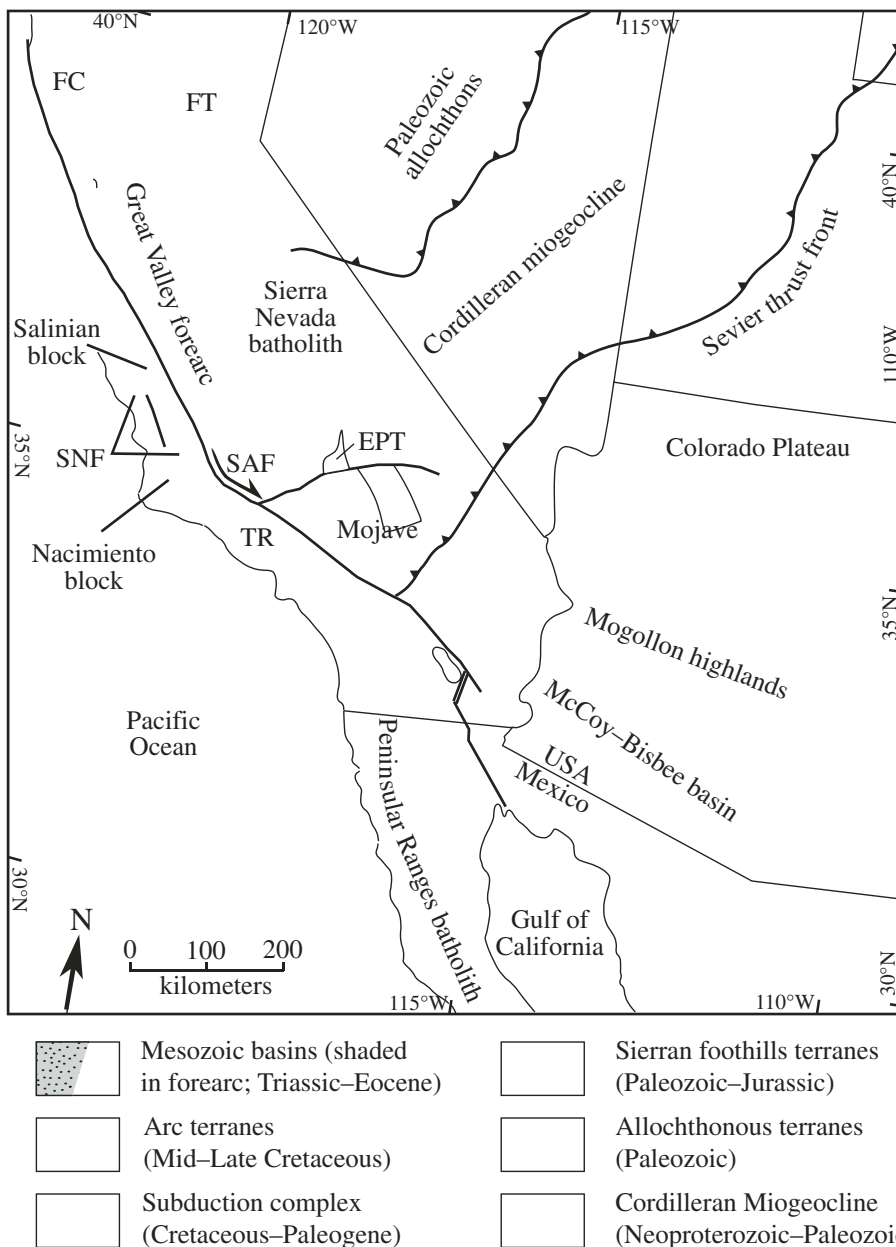 40°N
120°W
115°W
FC
FT
Paleozoic
allochthons
40°N
Great Valley forearc
Cordilleran miogeocline
Sierra
Nevada
batholith
Sevier thrust front
Salinian
block
110°W
35°N
EPT
Colorado Plateau
SNF
SAF
Mojave
TR
Nacimiento
block
35°N
Mogollon highlands
McCoy–Bisbee basin
Pacific
Ocean
USA
Mexico
Peninsular Ranges batholith
30°N
N
0 100 200
kilometers
Gulf of
California
30°N
115°W
110°W
Mesozoic basins (shaded
in forearc; Triassic–Eocene)
Arc terranes
(Mid–Late Cretaceous)
Subduction complex
(Cretaceous–Paleogene)
Sierran foothills terranes
(Paleozoic–Jurassic)
Allochthonous terranes
(Paleozoic)
Cordilleran Miogeocline
(Neoproterozoic–Paleozoi